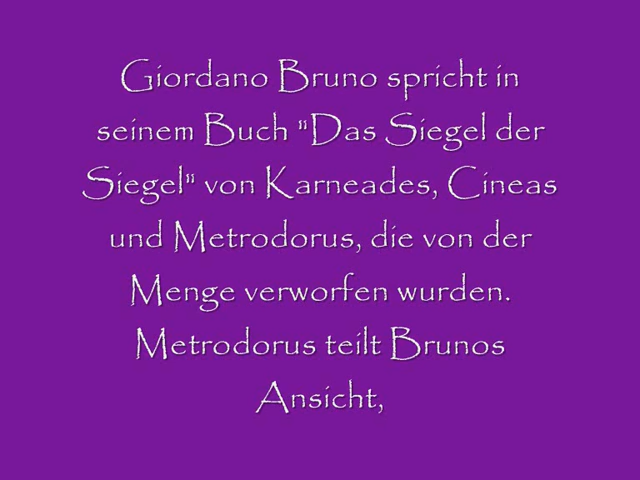 Giordano Bruno spricht in
seinem Buch "Das Siegel der
Siegel" von Karneades, Cineas
und Metrodorus, die von der
Menge verworfen wurden.
Metrodorus teilt Brunos
Ansicht,